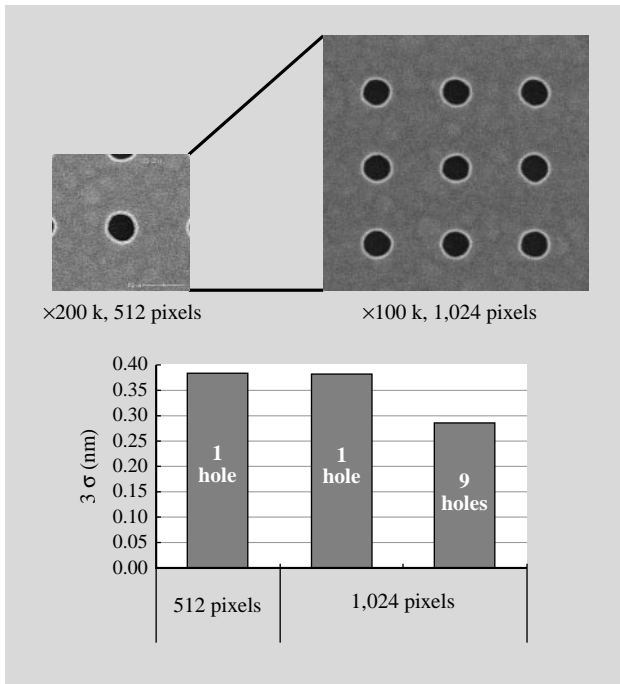 ×200 k, 512 pixels
×100 k, 1,024 pixels
0.40
0.35
0.30
0.25
0.20
0.15
0.10
0.05
0.00
3 σ (nm)
1
hole
1
hole
9
holes
512 pixels
1,024 pixels